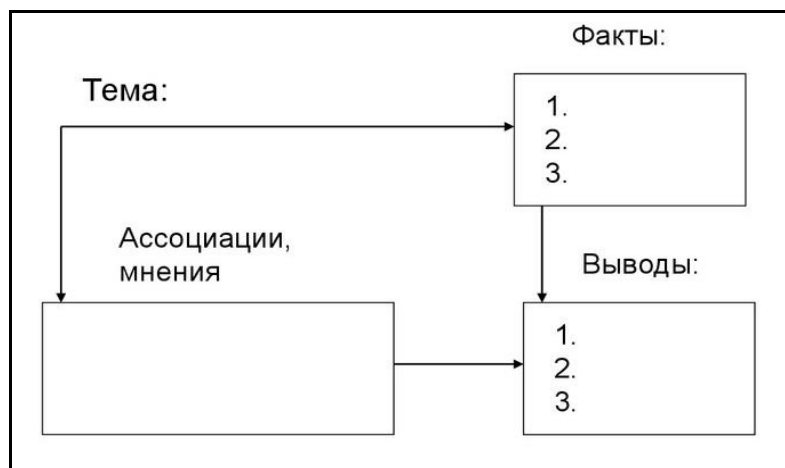 Факты:
Тема:
1.
2.
3.
Ассоциации,
мнения
Выводы:
1.
2.
3.